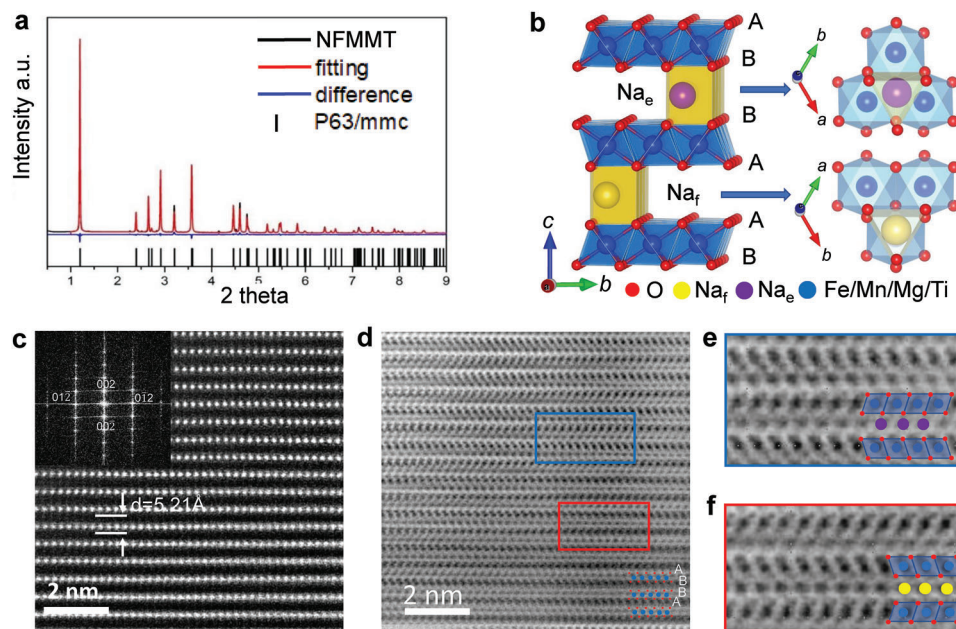 a
Intensity a.u.
NFMMT
fitting
difference
P63/mmc
1 2 3 4 5 6 7 8 9
2 theta
b
A
B
B
A
A
B
Na_e
Na_f
c
b
b
a
a
b
O Na_f Na_e Fe/Mn/Mg/Ti
c
002
012 012
002
d=5.21Å
2 nm
d
A
B
B
A
2 nm
e
f